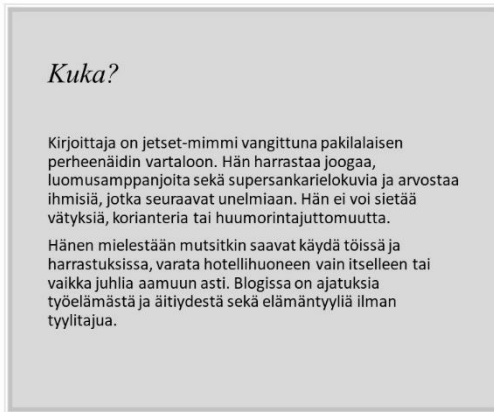 Kuka?
Kirjoittaja on jetset-mimmi vangittuna pakilalaisen
perheenäidin vartaloon. Hän harrastaa joogaa,
luomusamppanjoita sekä supersankarielokuvia ja arvostaa
ihmisiä, jotka seuraavat unelmiaan. Hän ei voi sietää
vätyksiä, korianteria tai huumorintajuttomuutta.
Hänen mielestään mutsitkin saavat käydä töissä ja
harrastuksissa, varata hotellihuoneen vain itselleen tai
vaikka juhlia aamuun asti. Blogissa on ajatuksia
työelämästä ja äitiydestä sekä elämäntyyliä ilman
tyylitajua.